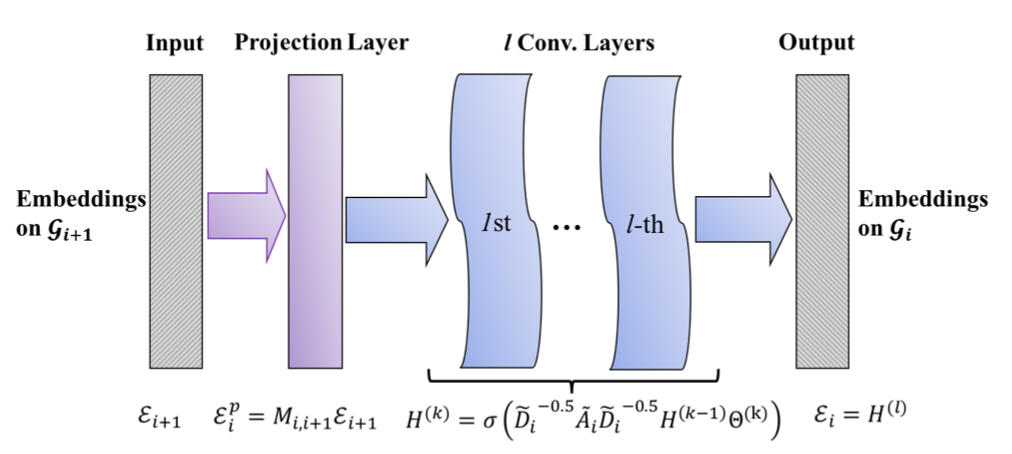 Input Projection Layer l Conv. Layers Output
Embeddings on 𝒢ᵢ₊₁
1st ... l-th
Embeddings on 𝒢ᵢ
ℰᵢ₊₁
ℰᵢᵖ = Mᵢ,ᵢ₊₁ℰᵢ₊₁
H⁽ᵏ⁾ = σ(D̃ᵢ⁻⁰·⁵ÃᵢD̃ᵢ⁻⁰·⁵H⁽ᵏ⁻¹⁾Θ⁽ᵏ⁾)
ℰᵢ = H⁽ˡ⁾